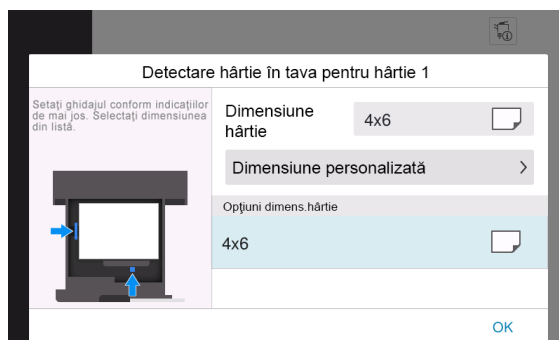 Detectare hârtie în tava pentru hârtie 1
Setați ghidajul conform indicațiilor
de mai jos. Selectați dimensiunea
din listă.
Dimensiune
hârtie
4x6
Dimensiune personalizată
Opțiuni dimens.hârtie
4x6
OK